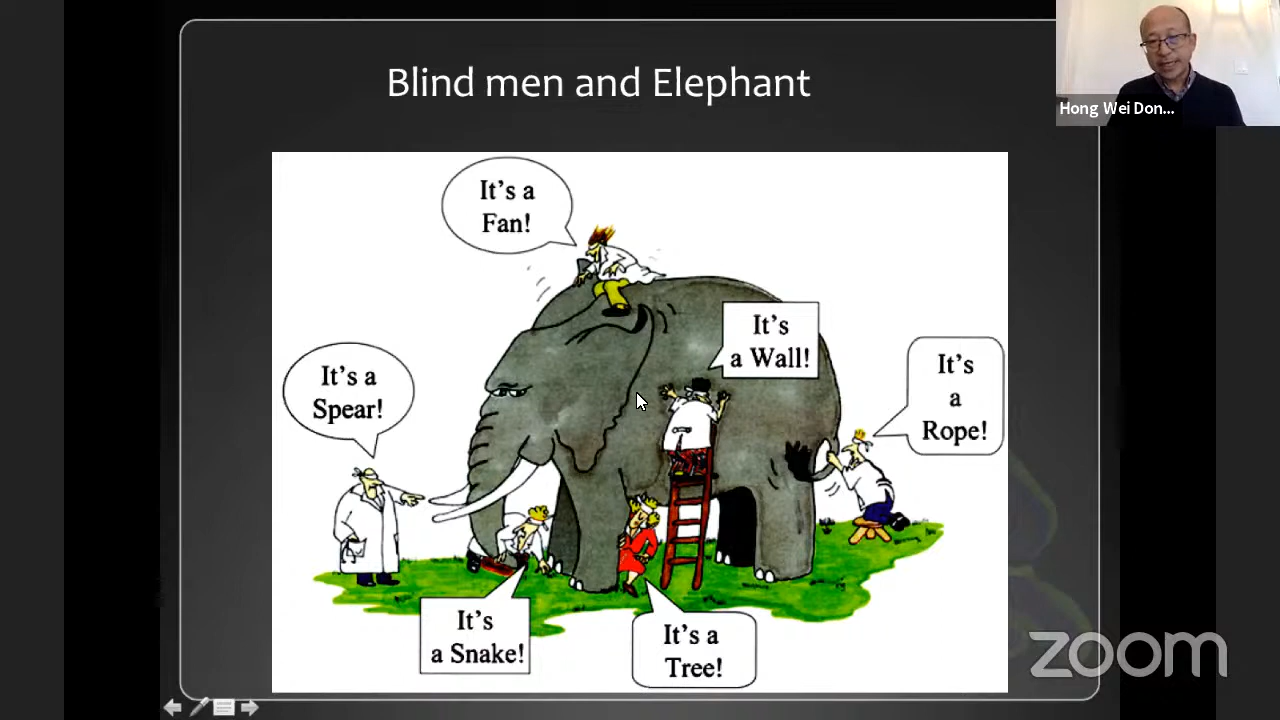 Blind men and Elephant
Hong Wei Don...
It's a
Fan!
It's
a Wall!
It's a
Spear!
It's
a
Rope!
It's
a Snake!
It's a
Tree!
zoom